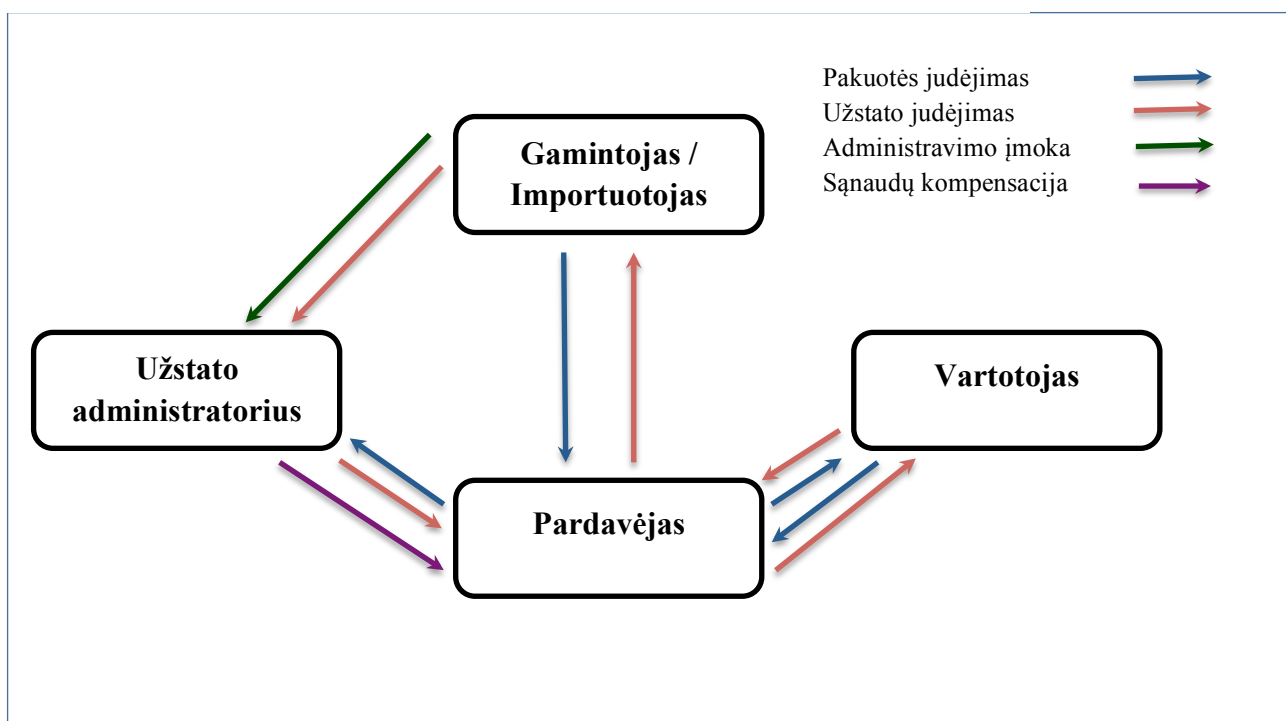 Pakuotės judėjimas
Užstato judėjimas
Administravimo įmoka
Sąnaudų kompensacija
Gamintojas /
Importuotojas
Užstato
administratorius
Vartotojas
Pardavėjas